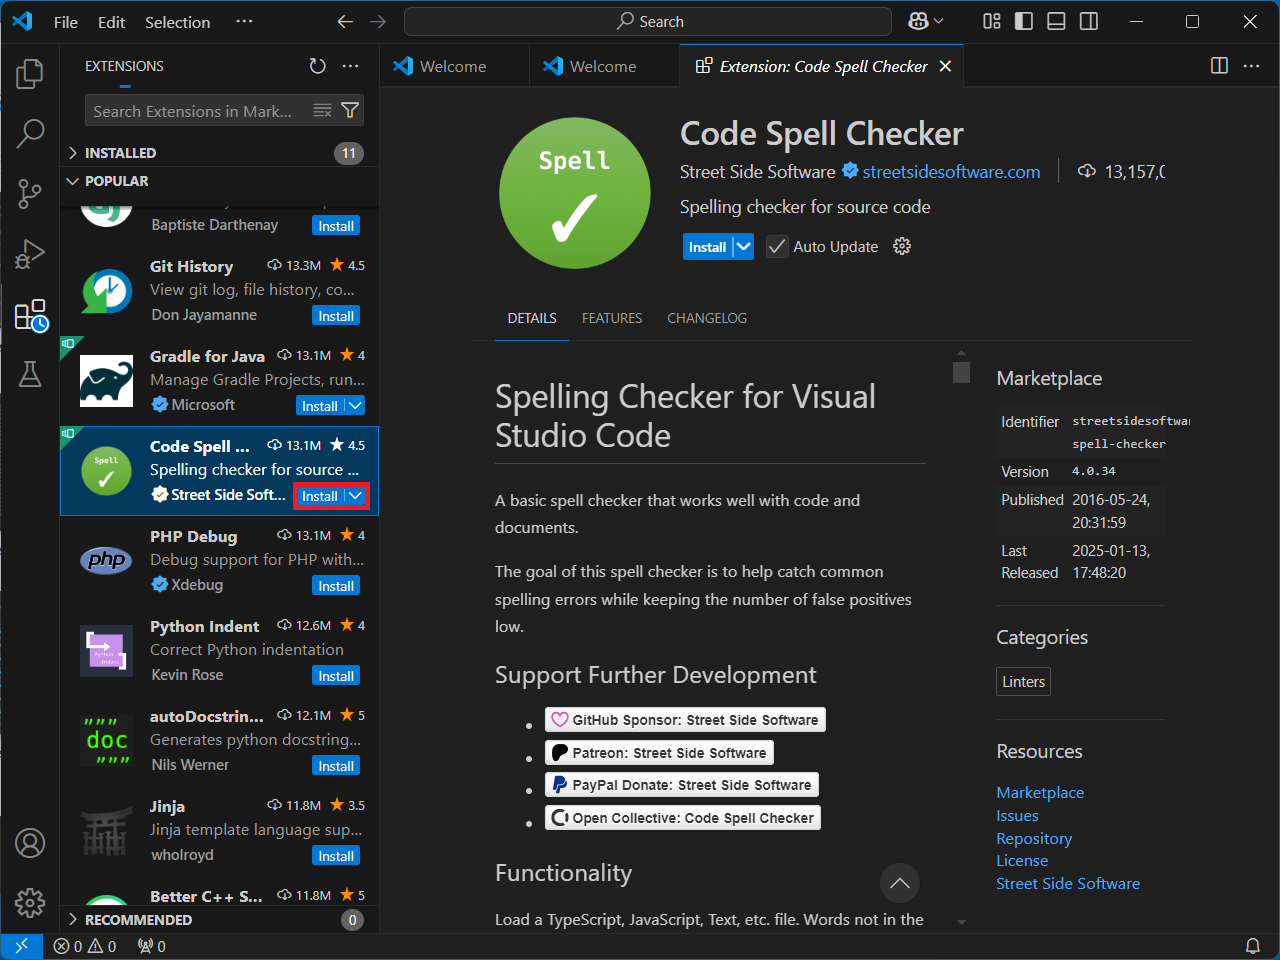 File Edit Selection ···
Search
EXTENSIONS
Welcome
Welcome
Extension: Code Spell Checker
Search Extensions in Mark...
INSTALLED 11
POPULAR
Baptiste Darthenay Install
Git History 13.3M 4.5
View git log, file history, co...
Don Jayamanne Install
Gradle for Java 13.1M 4
Manage Gradle Projects, run...
Microsoft Install
Spell
Code Spell ... 13.1M 4.5
Spelling checker for source ...
Street Side Soft... Install
php
PHP Debug 13.1M 4
Debug support for PHP with...
Xdebug Install
Python Indent 12.6M 4
Correct Python indentation
Kevin Rose Install
"""
doc
"""
autoDocstrin... 12.1M 5
Generates python docstring...
Nils Werner Install
Jinja 11.8M 3.5
Jinja template language sup...
wholroyd Install
Better C++ S... 11.8M 5
RECOMMENDED 0
Spell
Code Spell Checker
Street Side Software streetsidesoftware.com 13,157,0
Spelling checker for source code
Install Auto Update
DETAILS FEATURES CHANGELOG
Spelling Checker for Visual
Studio Code
A basic spell checker that works well with code and
documents.
The goal of this spell checker is to help catch common
spelling errors while keeping the number of false positives
low.
Support Further Development
• GitHub Sponsor: Street Side Software
• Patreon: Street Side Software
• PayPal Donate: Street Side Software
• Open Collective: Code Spell Checker
Functionality
Load a TypeScript, JavaScript, Text, etc. file. Words not in the
Marketplace
Identifier streetsidesoftwar
spell-checker
Version 4.0.34
Published 2016-05-24,
20:31:59
Last 2025-01-13,
Released 17:48:20
Categories
Linters
Resources
Marketplace
Issues
Repository
License
Street Side Software
0 0 0